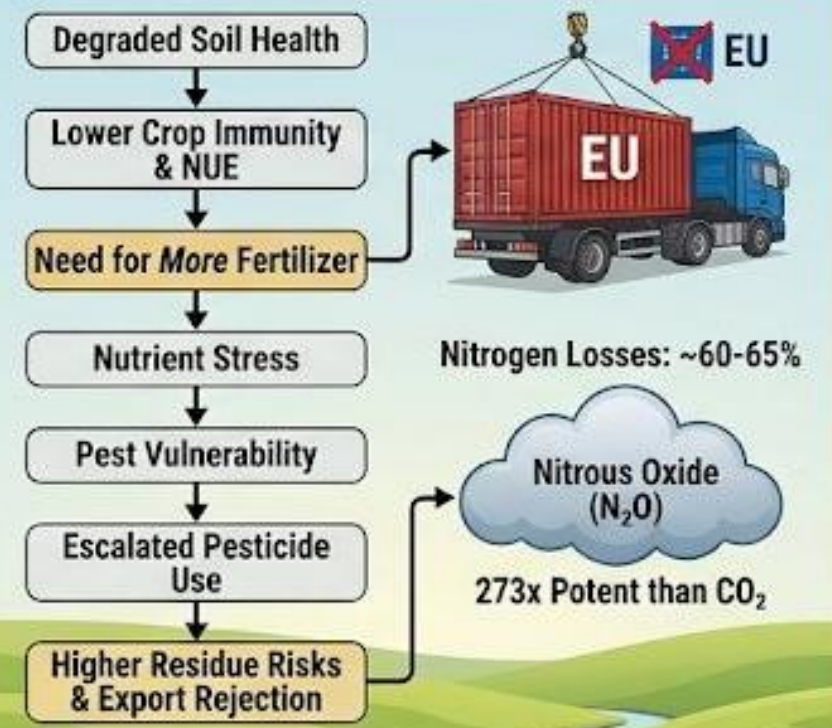 Degraded Soil Health
Lower Crop Immunity
& NUE
Need for More Fertilizer
Nutrient Stress
Pest Vulnerability
Escalated Pesticide
Use
Higher Residue Risks
& Export Rejection
EU
EU
Nitrogen Losses: ~60-65%
Nitrous Oxide
(N₂O)
273x Potent than CO₂